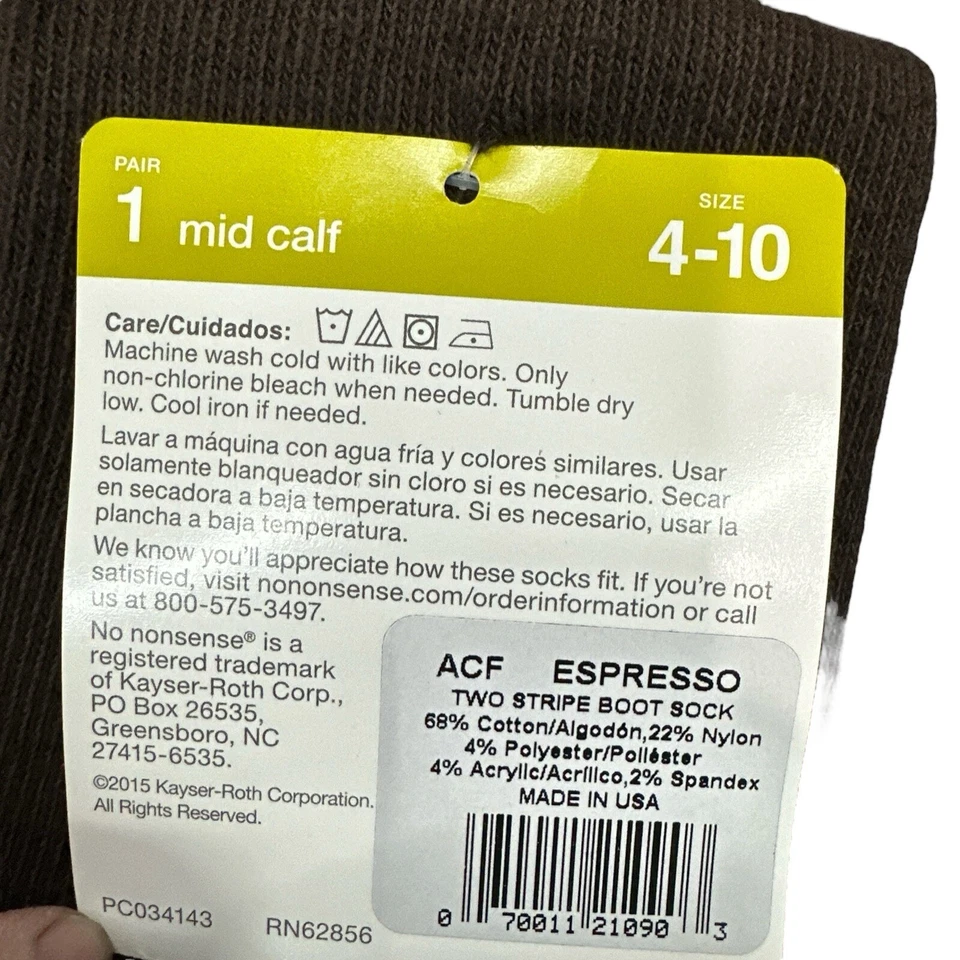 PAIR
1 mid calf
SIZE
4-10
Care/Cuidados:
Machine wash cold with like colors. Only
non-chlorine bleach when needed. Tumble dry
low. Cool iron if needed.
Lavar a máquina con agua fría y colores similares. Usar
solamente blanqueador sin cloro si es necesario. Secar
en secadora a baja temperatura. Si es necesario, usar la
plancha a baja temperatura.
We know you'll appreciate how these socks fit. If you're not
satisfied, visit nononsense.com/orderinformation or call
us at 800-575-3497.
No nonsense® is a
registered trademark
of Kayser-Roth Corp.,
PO Box 26535,
Greensboro, NC
27415-6535.
©2015 Kayser-Roth Corporation.
All Rights Reserved.
PC034143 RN62856
ACF ESPRESSO
TWO STRIPE BOOT SOCK
68% Cotton/Algodón,22% Nylon
4% Polyester/Poliéster
4% Acrylic/Acrílico,2% Spandex
MADE IN USA
0 70011 21090 3